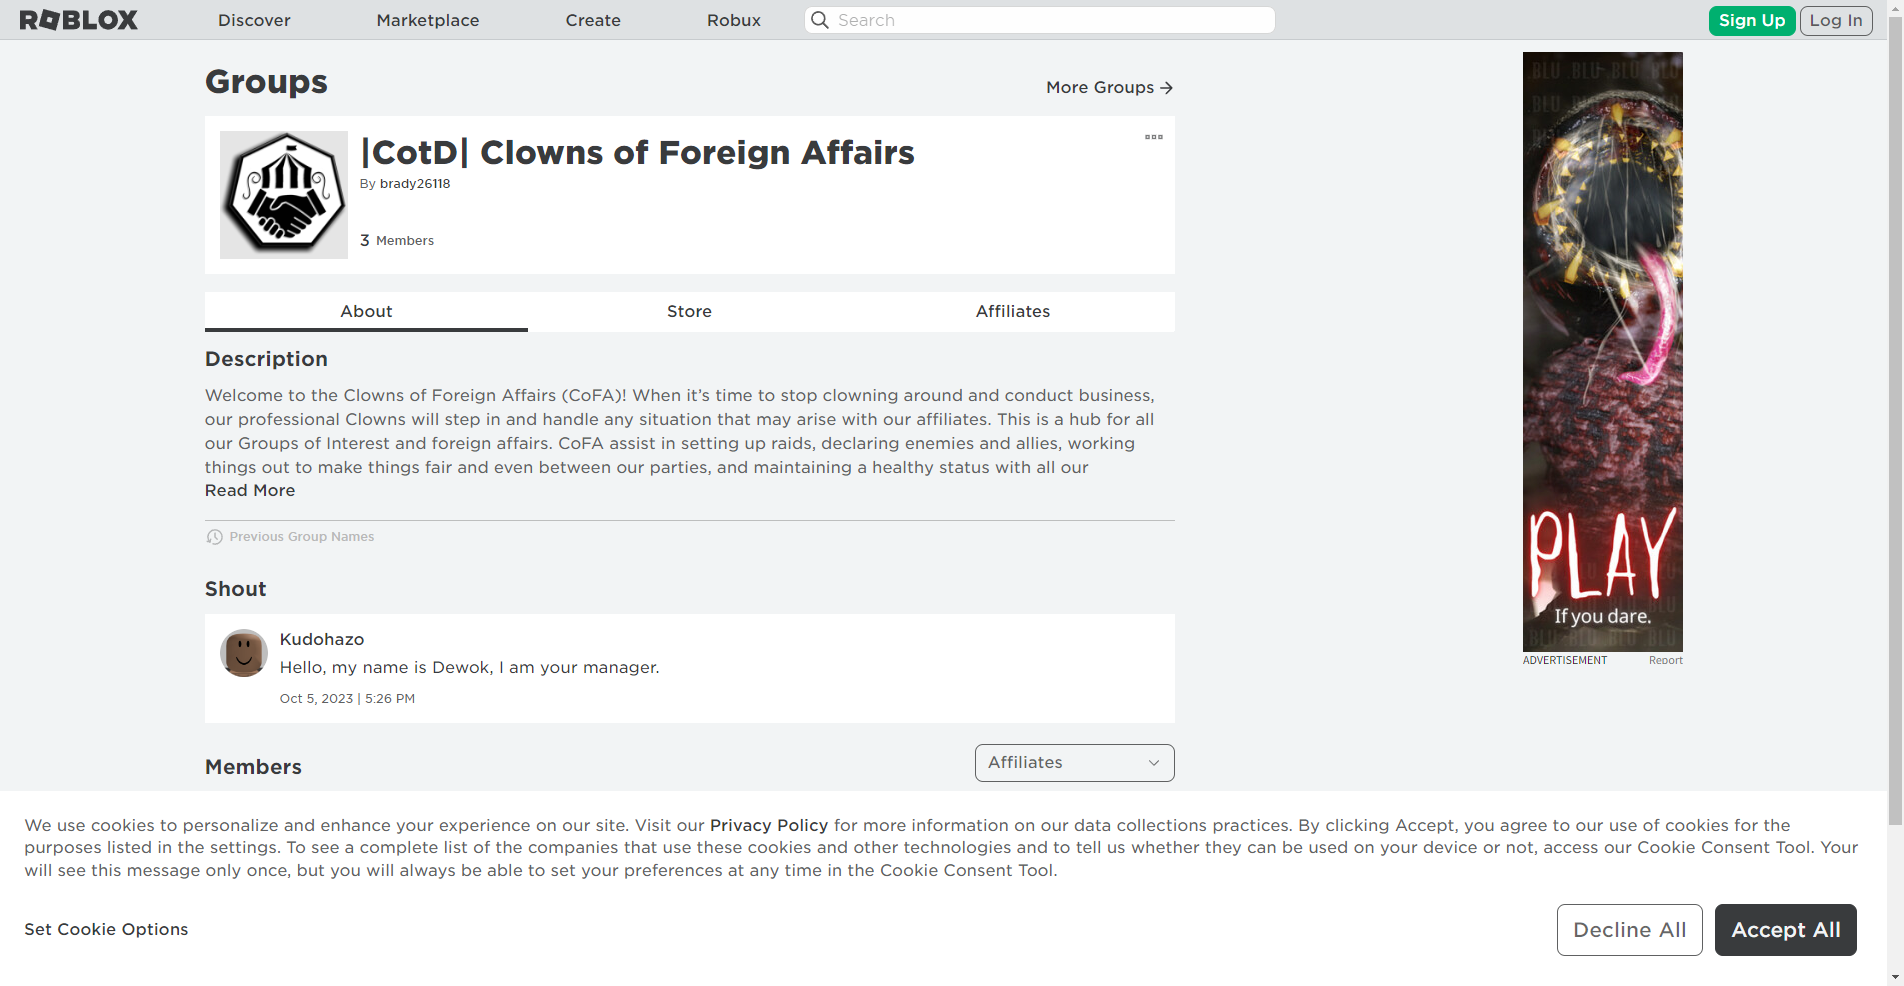 ROBLOX
Discover
Marketplace
Create
Robux
Search
Sign Up
Log In
Groups
More Groups →
|CotD| Clowns of Foreign Affairs
By brady26118
3 Members
About
Store
Affiliates
Description
Welcome to the Clowns of Foreign Affairs (CoFA)! When it’s time to stop clowning around and conduct business,
our professional Clowns will step in and handle any situation that may arise with our affiliates. This is a hub for all
our Groups of Interest and foreign affairs. CoFA assist in setting up raids, declaring enemies and allies, working
things out to make things fair and even between our parties, and maintaining a healthy status with all our
Read More
Previous Group Names
Shout
Kudohazo
Hello, my name is Dewok, I am your manager.
Oct 5, 2023 | 5:26 PM
Members
Affiliates
BLU BLU BLU BLU
PLAY
If you dare.
BLU BLU BLU BLU
ADVERTISEMENT
Report
We use cookies to personalize and enhance your experience on our site. Visit our Privacy Policy for more information on our data collections practices. By clicking Accept, you agree to our use of cookies for the
purposes listed in the settings. To see a complete list of the companies that use these cookies and other technologies and to tell us whether they can be used on your device or not, access our Cookie Consent Tool. Your
will see this message only once, but you will always be able to set your preferences at any time in the Cookie Consent Tool.
Set Cookie Options
Decline All
Accept All